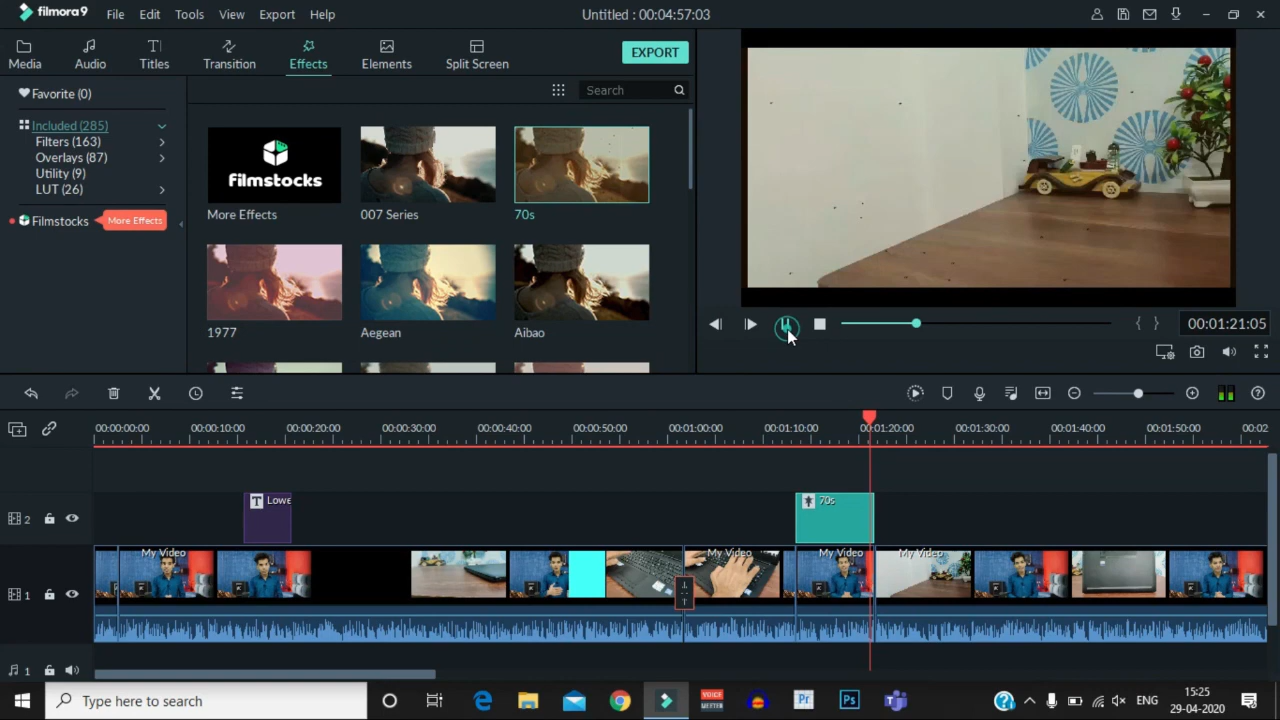 filmora9 File Edit Tools View Export Help Untitled : 00:04:57:03
Media Audio Titles Transition Effects Elements Split Screen EXPORT
Favorite (0)
Search
Included (285)
Filters (163)
Overlays (87)
Utility (9)
LUT (26)
Filmstocks More Effects
filmstocks
More Effects 007 Series 70s
1977 Aegean Aibao
{ } 00:01:21:05
00:00:00:00 00:00:10:00 00:00:20:00 00:00:30:00 00:00:40:00 00:00:50:00 00:01:00:00 00:01:10:00 00:01:20:00 00:01:30:00 00:01:40:00 00:01:50:00 00:02
2 T Lowe 70s
My Video My Video My Video My Video
1
1
Type here to search
VOICE MEETER
Pr Ps
ENG
15:25
29-04-2020